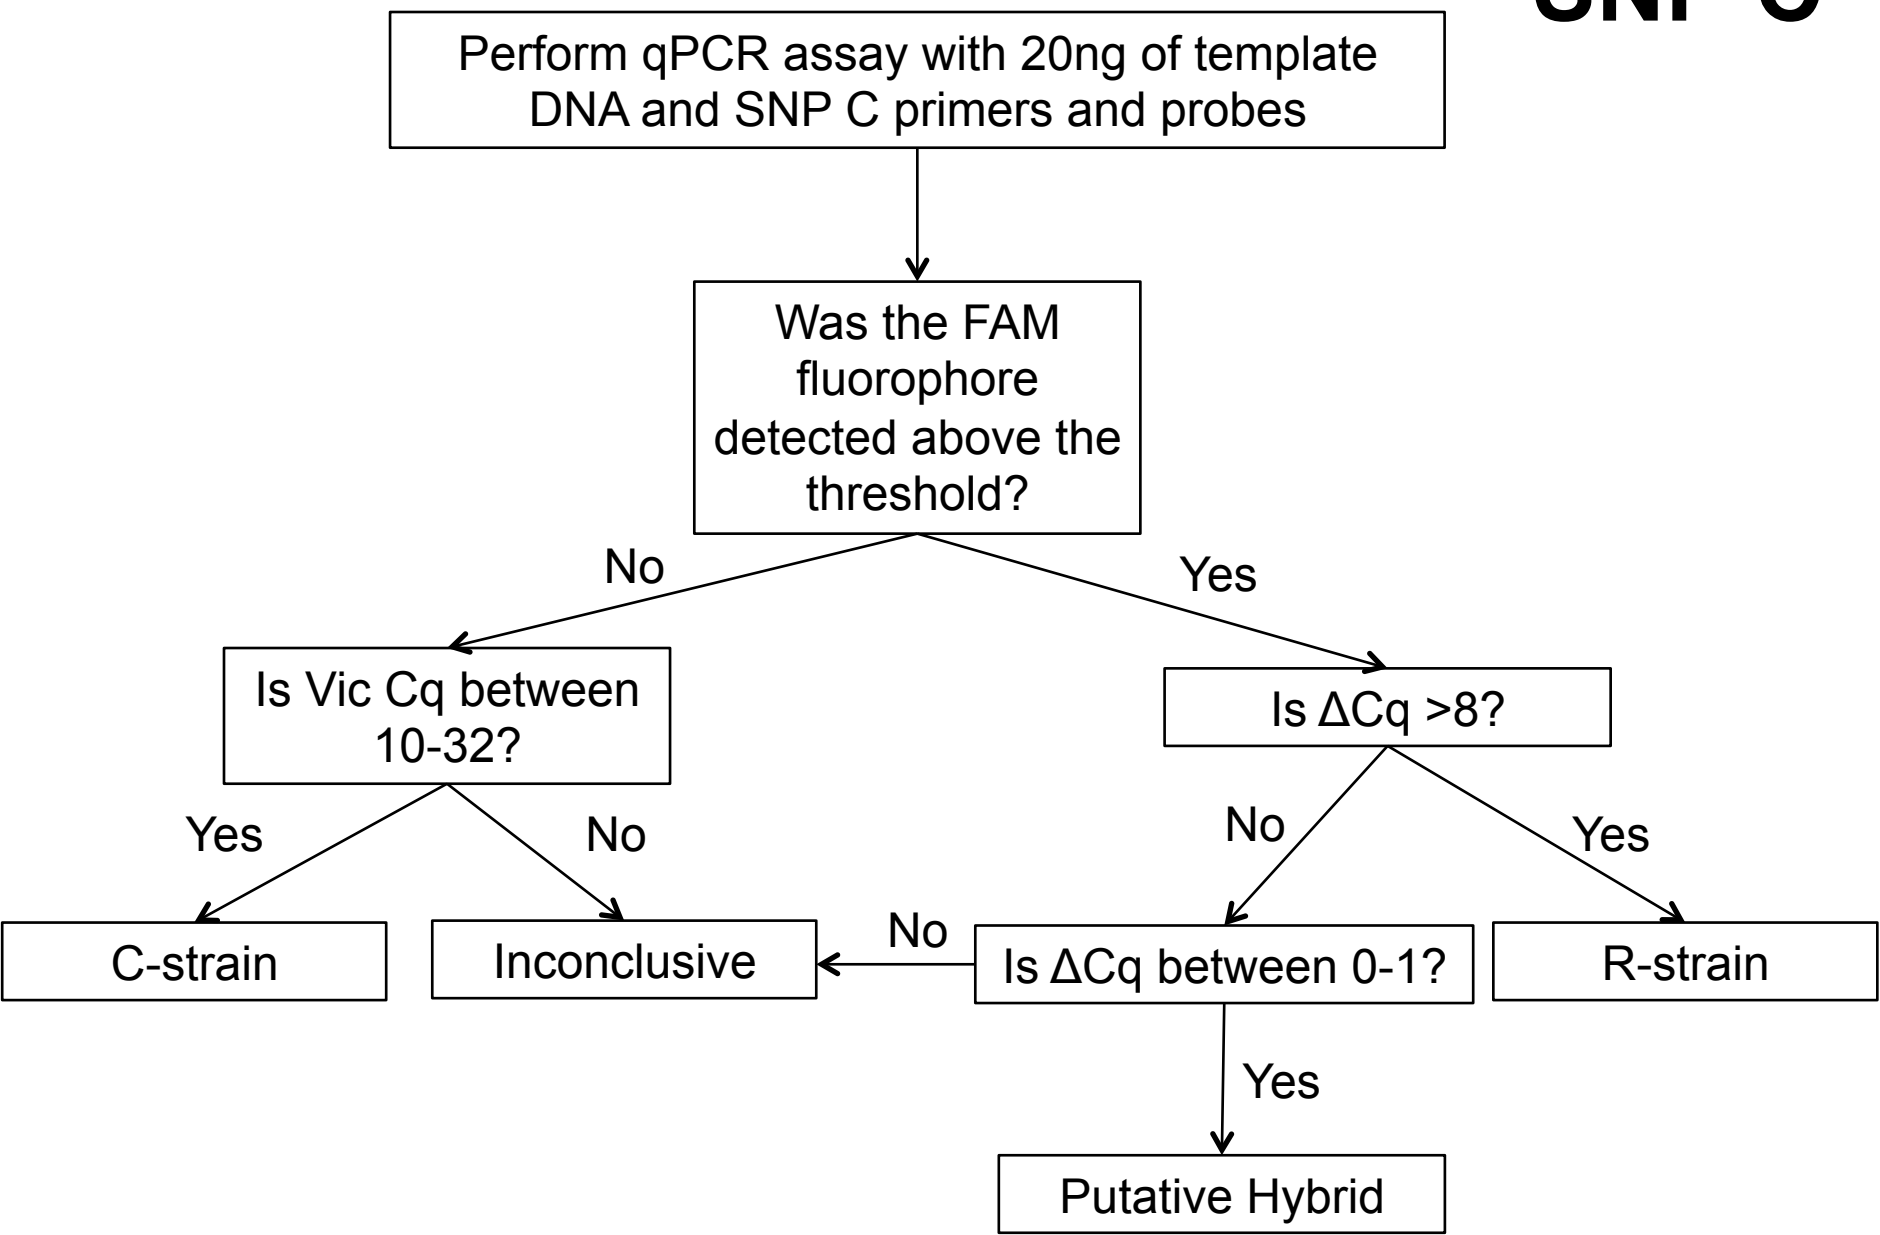 SNP C
Perform qPCR assay with 20ng of template
DNA and SNP C primers and probes
Was the FAM
fluorophore
detected above the
threshold?
No
Yes
Is Vic Cq between
10-32?
Is ΔCq >8?
Yes
No
No
Yes
C-strain
Inconclusive
No
Is ΔCq between 0-1?
R-strain
Yes
Putative Hybrid